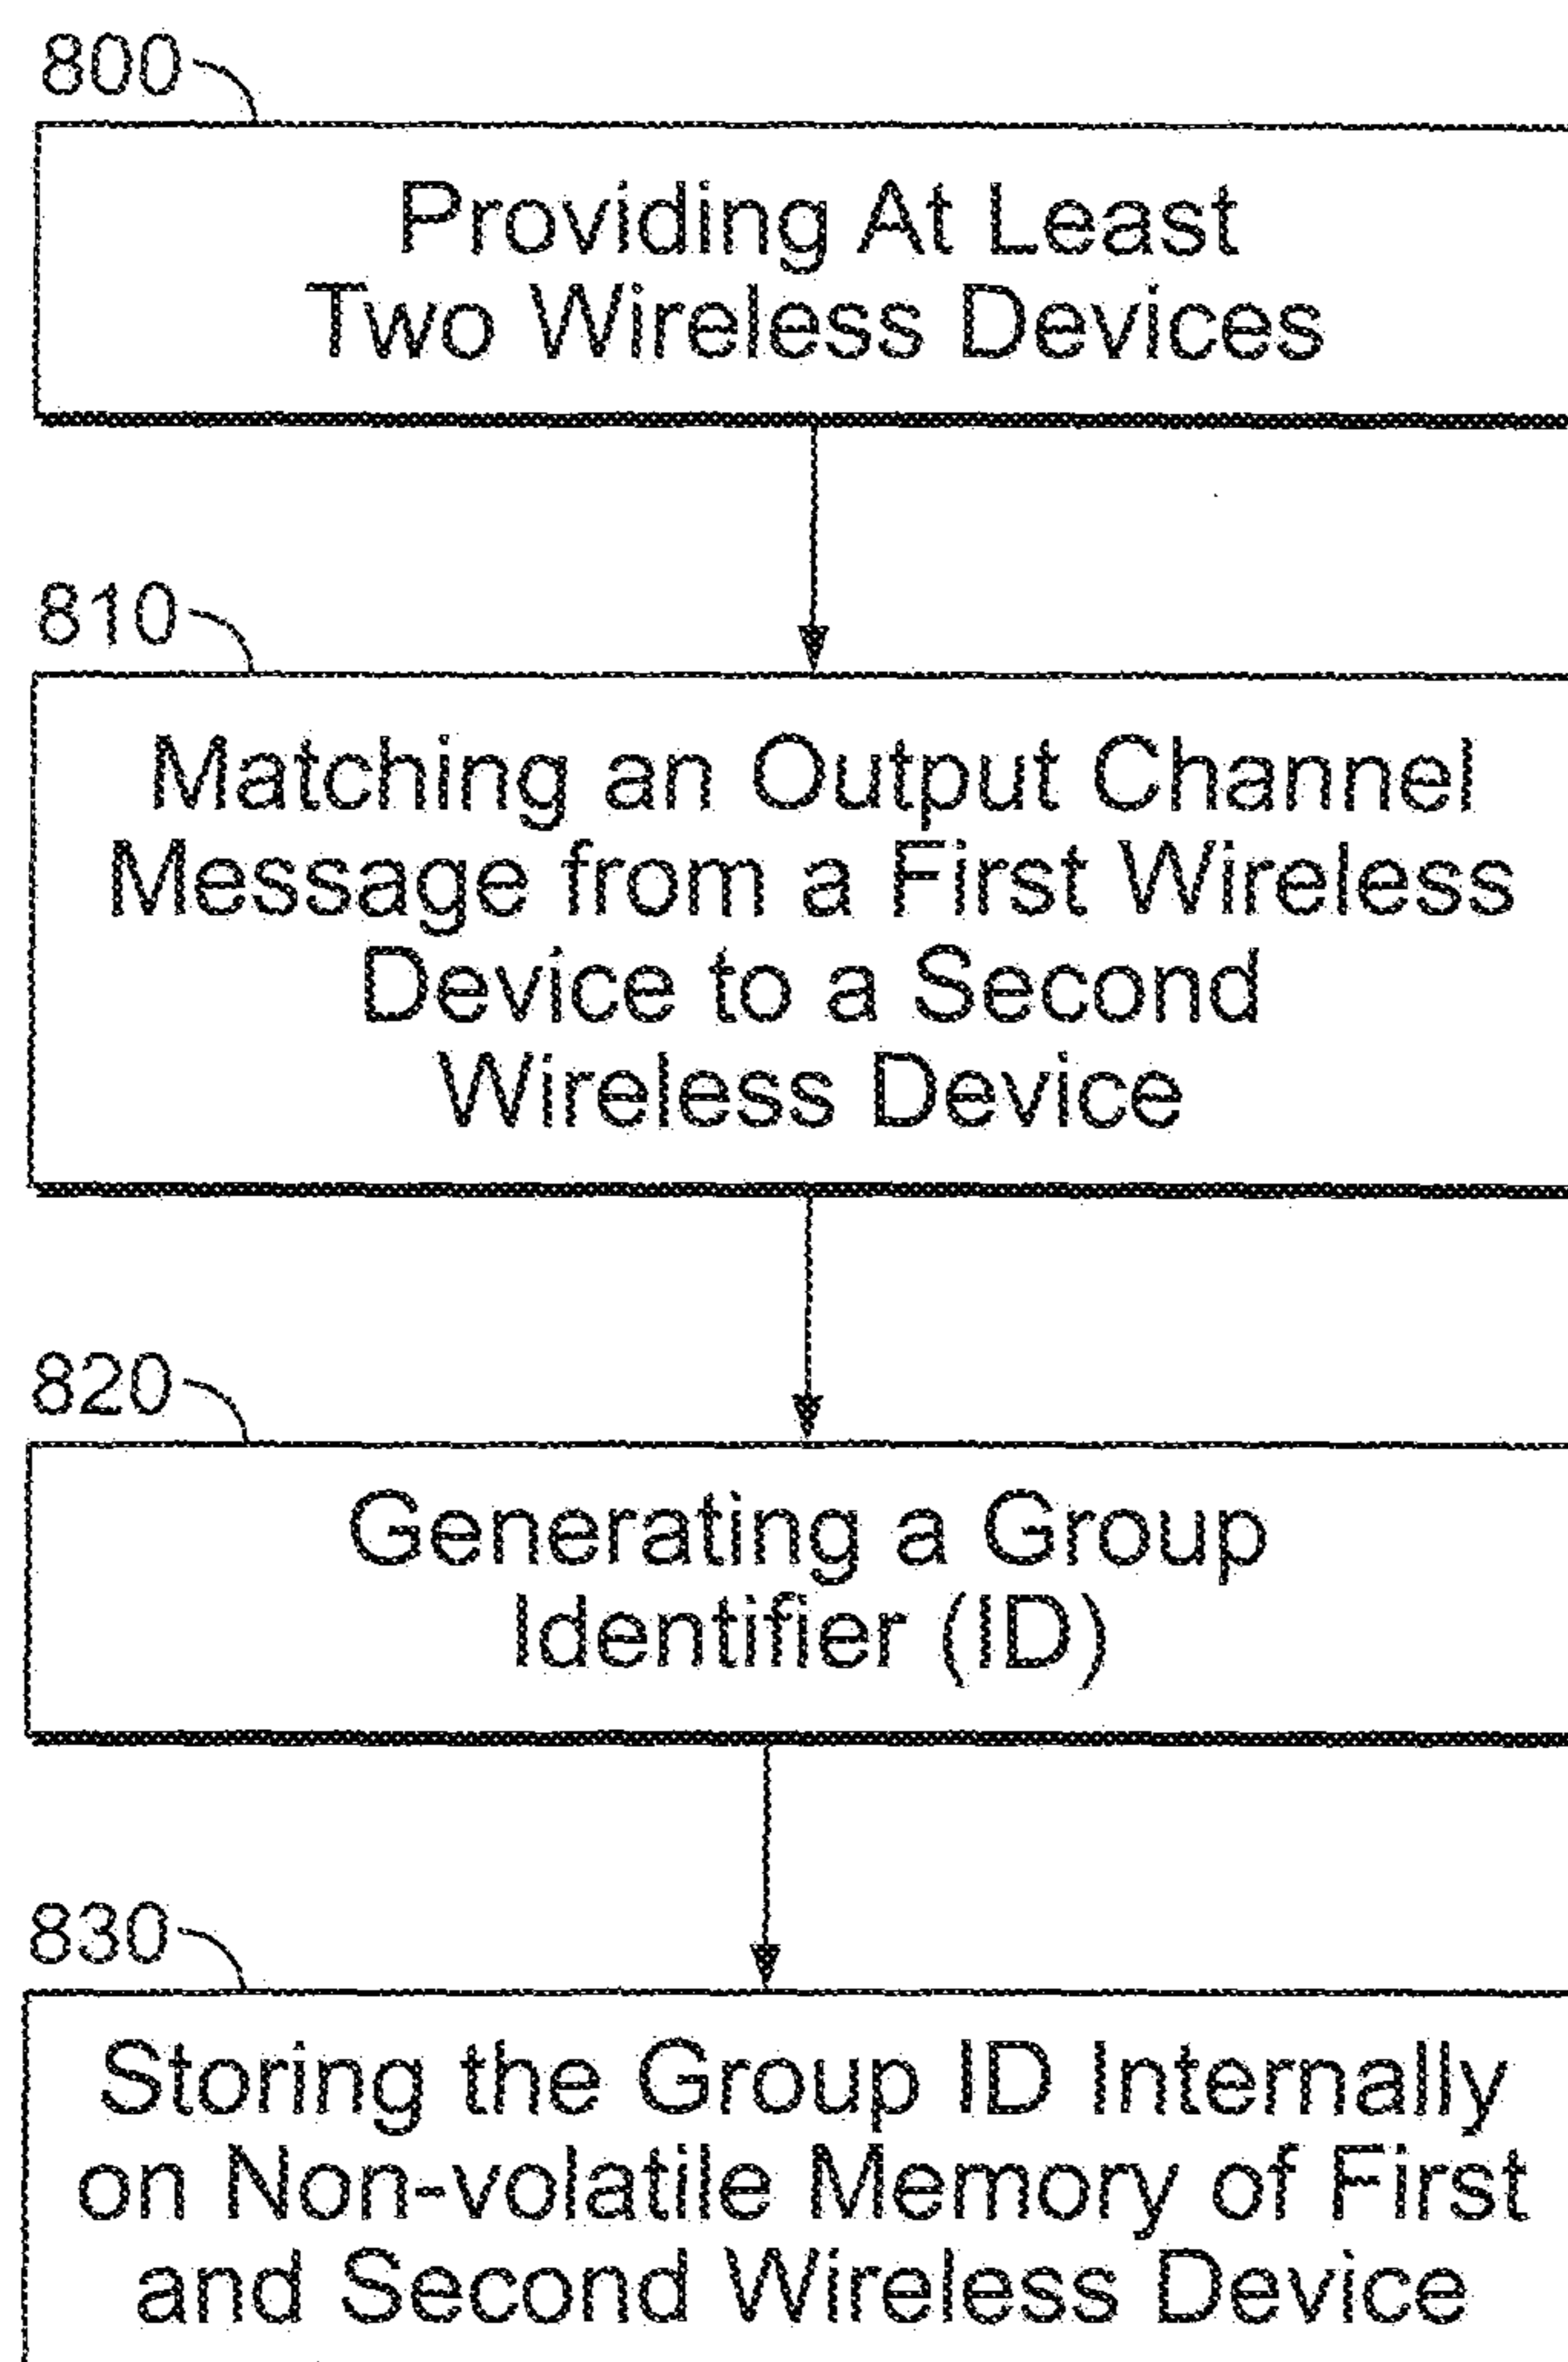 800
Providing At Least
Two Wireless Devices
810
Matching an Output Channel
Message from a First Wireless
Device to a Second
Wireless Device
820
Generating a Group
Identifier (ID)
830
Storing the Group ID Internally
on Non-volatile Memory of First
and Second Wireless Device